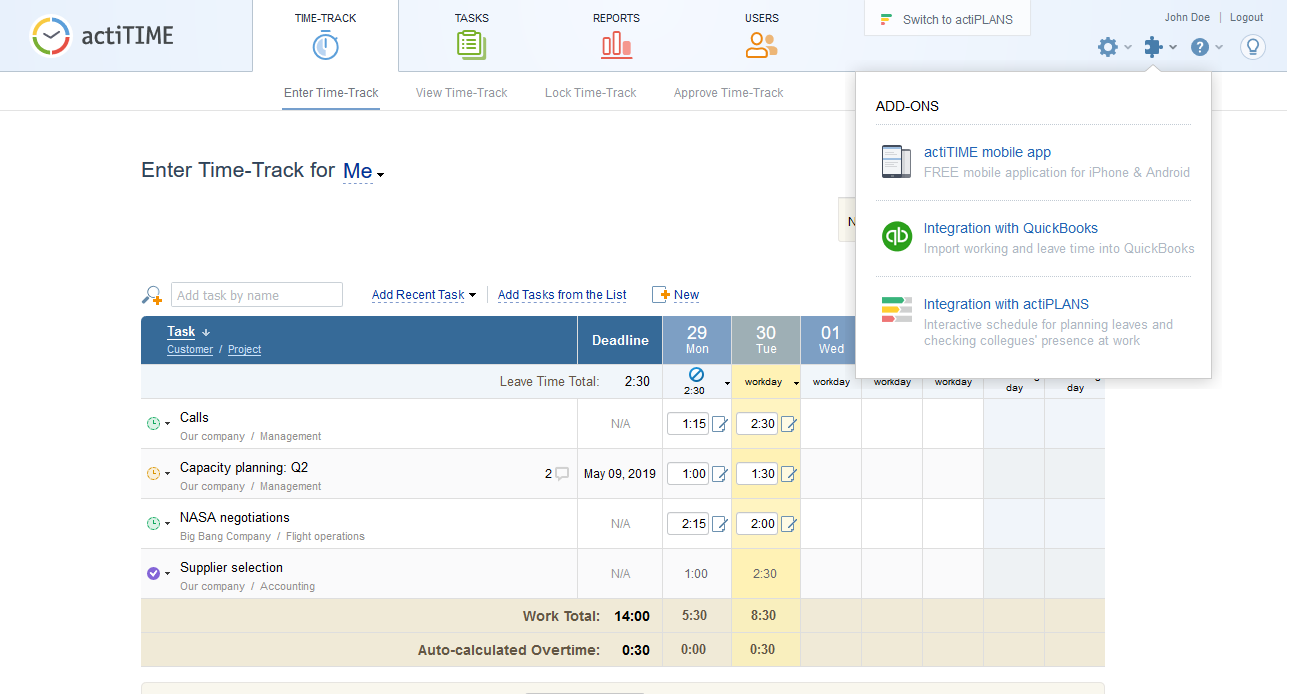 actiTIME
TIME-TRACK
TASKS
REPORTS
USERS
Switch to actiPLANS
John Doe | Logout
Enter Time-Track
View Time-Track
Lock Time-Track
Approve Time-Track
ADD-ONS
actiTIME mobile app
FREE mobile application for iPhone & Android
Integration with QuickBooks
Import working and leave time into QuickBooks
Integration with actiPLANS
Interactive schedule for planning leaves and
checking collegues' presence at work
Enter Time-Track for Me
N
Add task by name
Add Recent Task
Add Tasks from the List
New
Task
Customer / Project
Deadline
29
Mon
30
Tue
01
Wed
Leave Time Total: 2:30
2:30
workday
workday
workday
workday
day
day
Calls
Our company / Management
N/A
1:15
2:30
Capacity planning: Q2
Our company / Management
2
May 09, 2019
1:00
1:30
NASA negotiations
Big Bang Company / Flight operations
N/A
2:15
2:00
Supplier selection
Our company / Accounting
N/A
1:00
2:30
Work Total: 14:00 5:30 8:30
Auto-calculated Overtime: 0:30 0:00 0:30